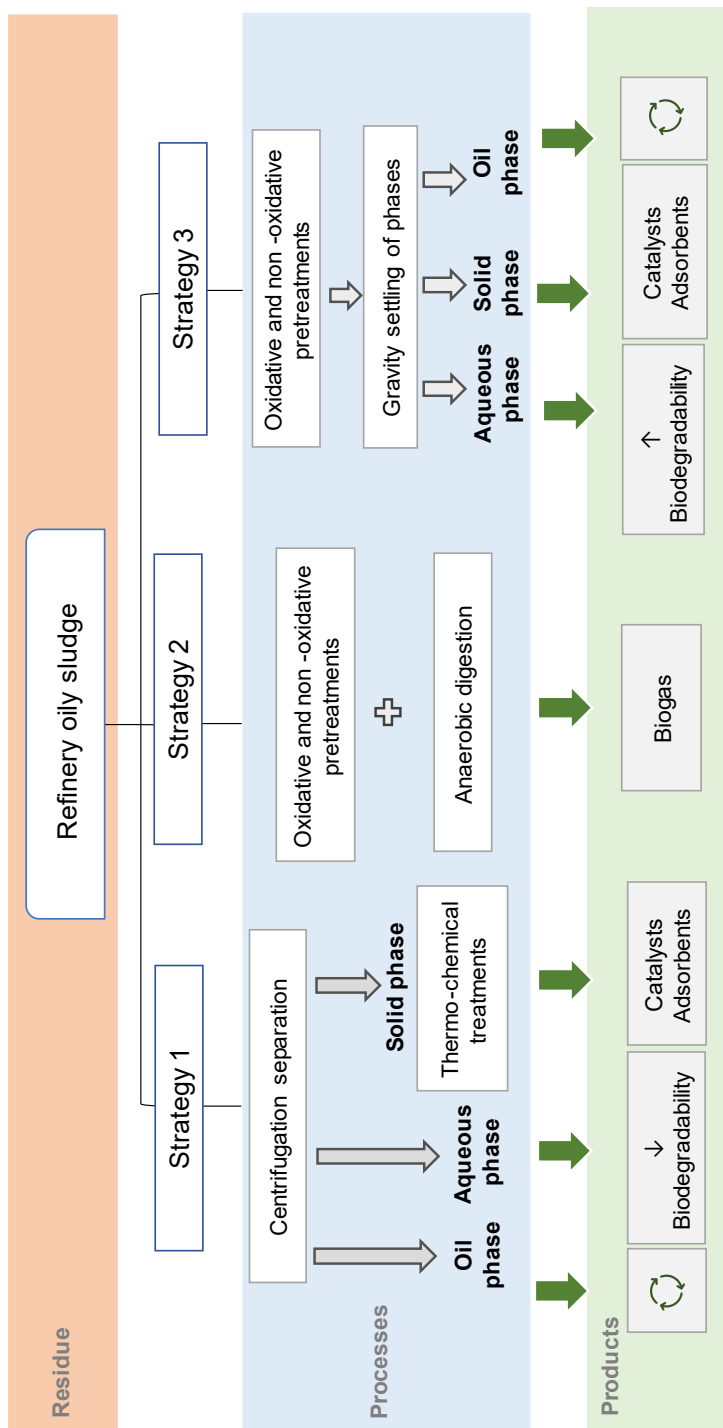 Residue
Refinery oily sludge
Strategy 1
Strategy 2
Strategy 3
Processes
Centrifugation separation
Oil
phase
Aqueous
phase
Solid phase
Thermo-chemical
treatments
Oxidative and non -oxidative
pretreatments
Anaerobic digestion
Oxidative and non -oxidative
pretreatments
Gravity settling of phases
Aqueous
phase
Solid
phase
Oil
phase
Products
↓
Biodegradability
Catalysts
Adsorbents
Biogas
↑
Biodegradability
Catalysts
Adsorbents